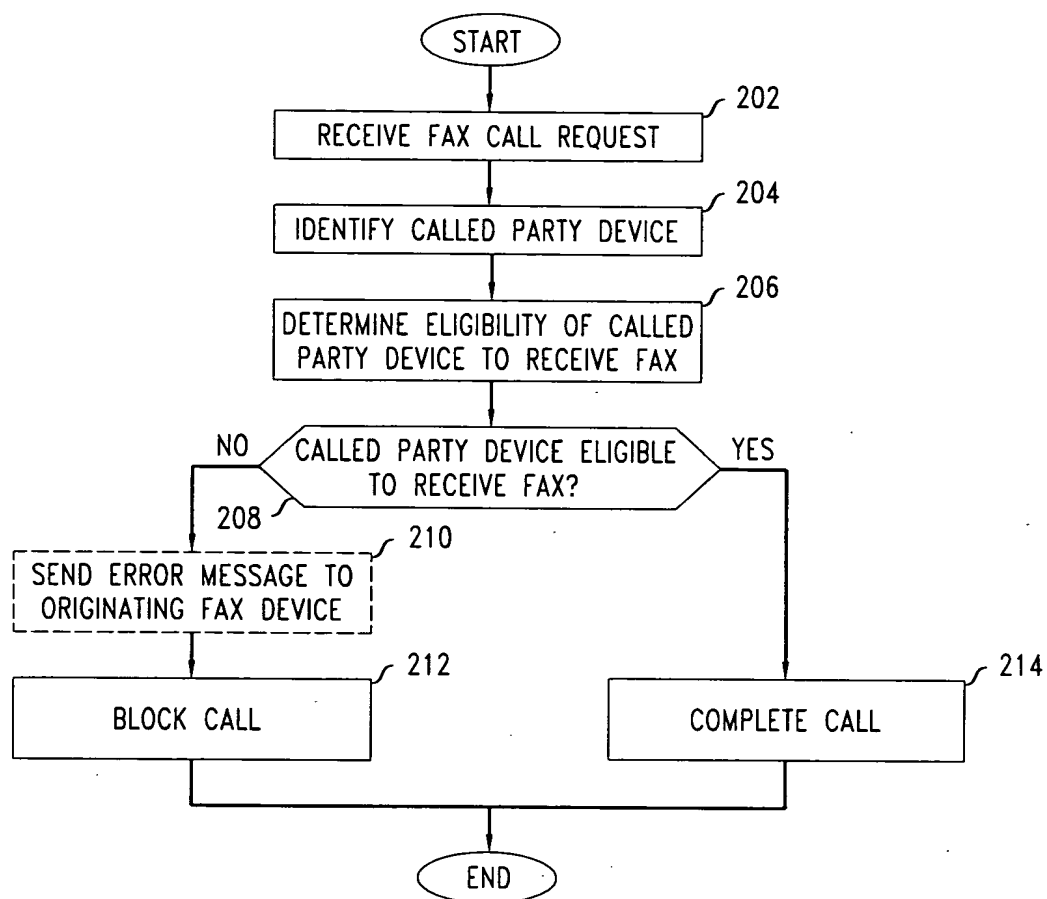 START
202
RECEIVE FAX CALL REQUEST
204
IDENTIFY CALLED PARTY DEVICE
206
DETERMINE ELIGIBILITY OF CALLED
PARTY DEVICE TO RECEIVE FAX
NO
CALLED PARTY DEVICE ELIGIBLE
TO RECEIVE FAX?
YES
208
210
SEND ERROR MESSAGE TO
ORIGINATING FAX DEVICE
212
BLOCK CALL
214
COMPLETE CALL
END